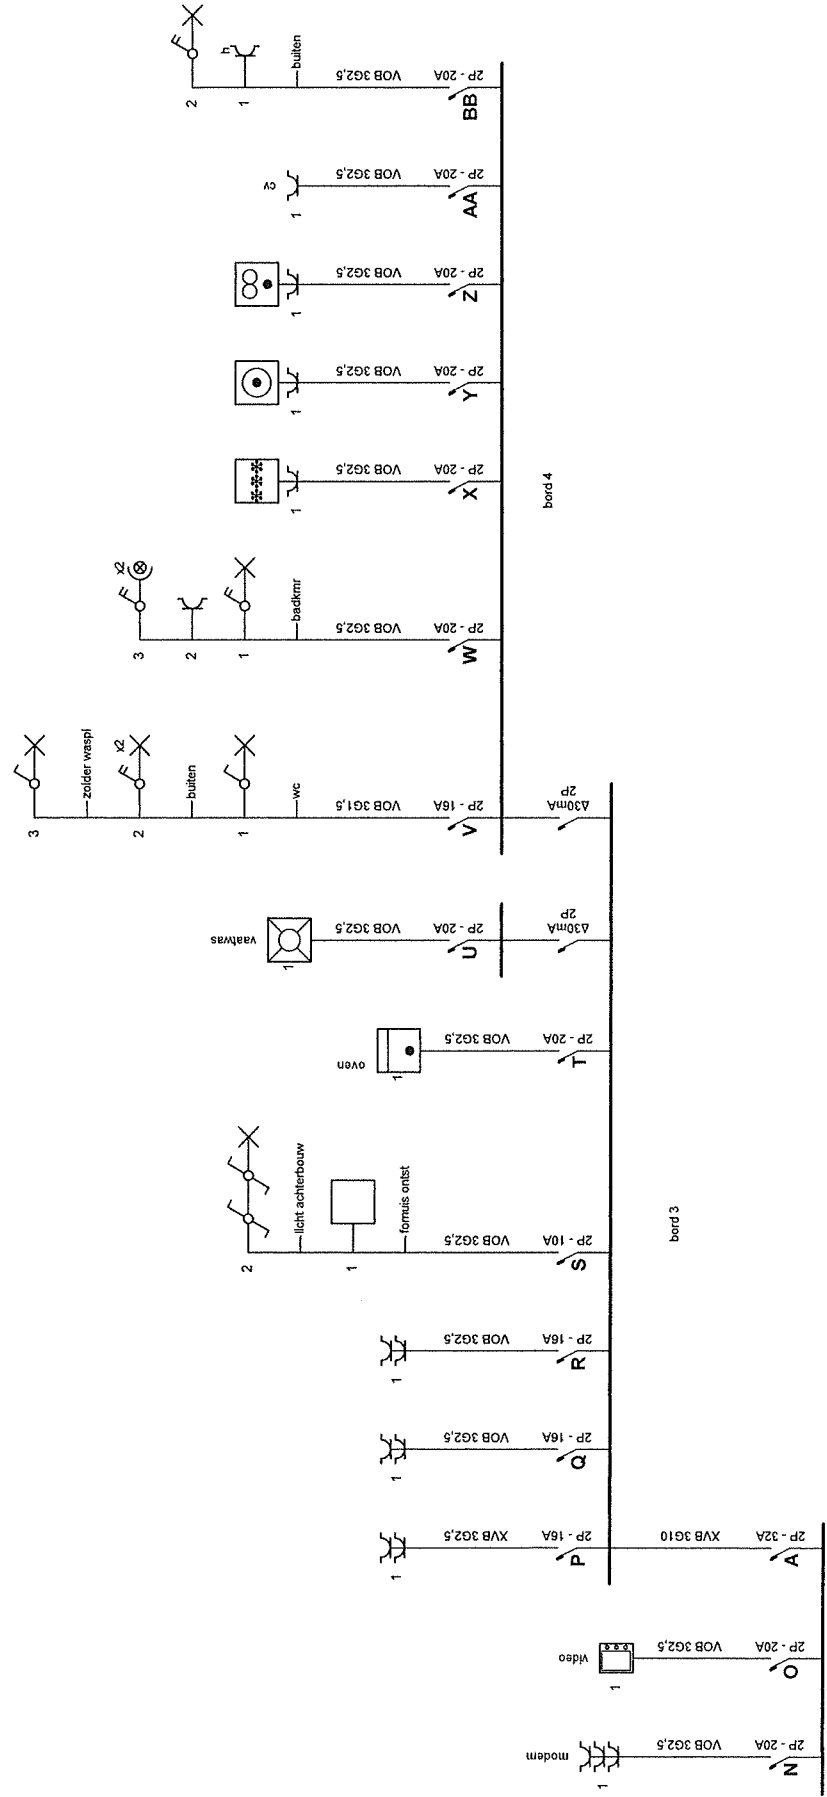 h
buiten
2
1
VOB 3G2,5
2P - 20A
BB
cv
1
VOB 3G2,5
2P - 20A
AA
1
VOB 3G2,5
2P - 20A
Z
1
VOB 3G2,5
2P - 20A
Y
1
VOB 3G2,5
2P - 20A
X
bord 4
x2
badkmr
3
2
1
VOB 3G2,5
2P - 20A
W
zolder waspl
x2
buiten
wc
3
2
1
VOB 3G1,5
2P - 16A
V
2P
Δ30mA
vaatwas
1
VOB 3G2,5
2P - 20A
U
2P
Δ30mA
oven
1
VOB 3G2,5
2P - 20A
T
licht achterbouw
fornuis ontst
2
1
VOB 3G2,5
2P - 10A
S
bord 3
1
VOB 3G2,5
2P - 16A
R
1
VOB 3G2,5
2P - 16A
Q
1
XVB 3G2,5
2P - 16A
P
XVB 3G10
2P - 32A
A
video
1
VOB 3G2,5
2P - 20A
O
modem
1
VOB 3G2,5
2P - 20A
N